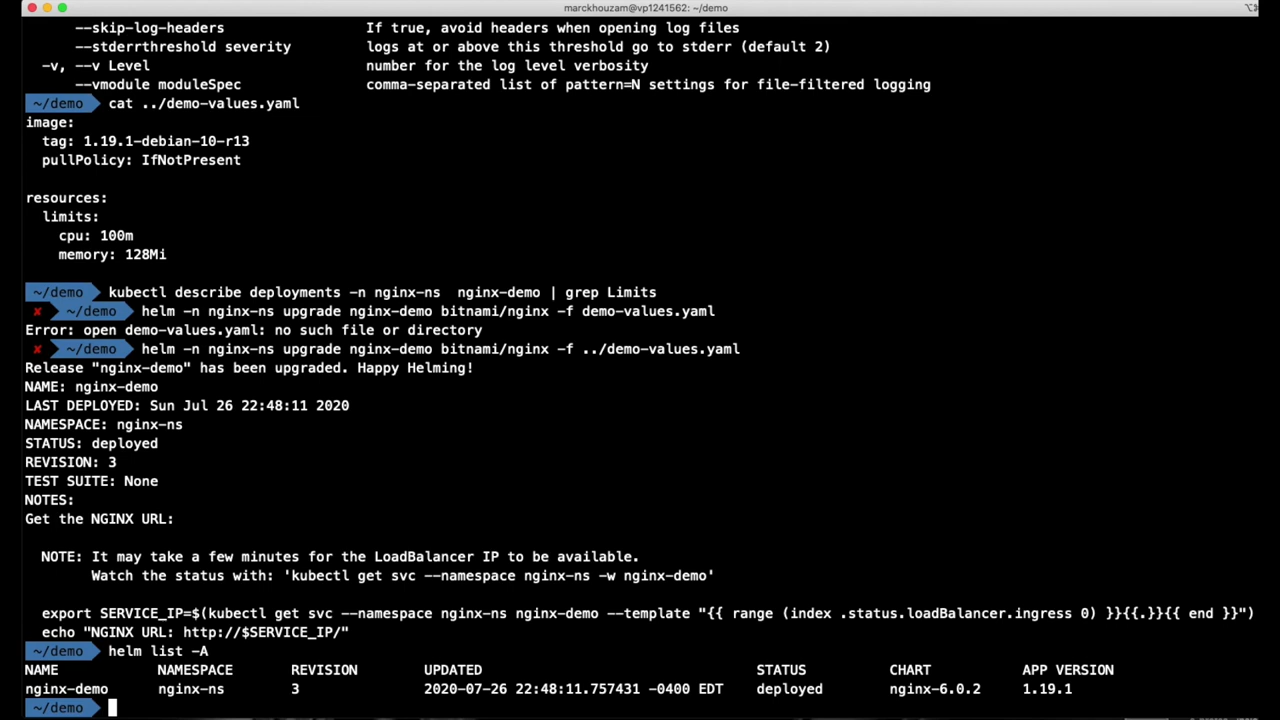 marckhouzam@vp1241562: ~/demo
--skip-log-headers If true, avoid headers when opening log files
--stderrthreshold severity logs at or above this threshold go to stderr (default 2)
-v, --v Level number for the log level verbosity
--vmodule moduleSpec comma-separated list of pattern=N settings for file-filtered logging
~/demo cat ../demo-values.yaml
image:
tag: 1.19.1-debian-10-r13
pullPolicy: IfNotPresent
resources:
limits:
cpu: 100m
memory: 128Mi
~/demo kubectl describe deployments -n nginx-ns nginx-demo | grep Limits
✘ ~/demo helm -n nginx-ns upgrade nginx-demo bitnami/nginx -f demo-values.yaml
Error: open demo-values.yaml: no such file or directory
✘ ~/demo helm -n nginx-ns upgrade nginx-demo bitnami/nginx -f ../demo-values.yaml
Release "nginx-demo" has been upgraded. Happy Helming!
NAME: nginx-demo
LAST DEPLOYED: Sun Jul 26 22:48:11 2020
NAMESPACE: nginx-ns
STATUS: deployed
REVISION: 3
TEST SUITE: None
NOTES:
Get the NGINX URL:
NOTE: It may take a few minutes for the LoadBalancer IP to be available.
Watch the status with: 'kubectl get svc --namespace nginx-ns -w nginx-demo'
export SERVICE_IP=$(kubectl get svc --namespace nginx-ns nginx-demo --template "{{ range (index .status.loadBalancer.ingress 0) }}{{.}}{{ end }}")
echo "NGINX URL: http://$SERVICE_IP/"
~/demo helm list -A
NAME NAMESPACE REVISION UPDATED STATUS CHART APP VERSION
nginx-demo nginx-ns 3 2020-07-26 22:48:11.757431 -0400 EDT deployed nginx-6.0.2 1.19.1
~/demo